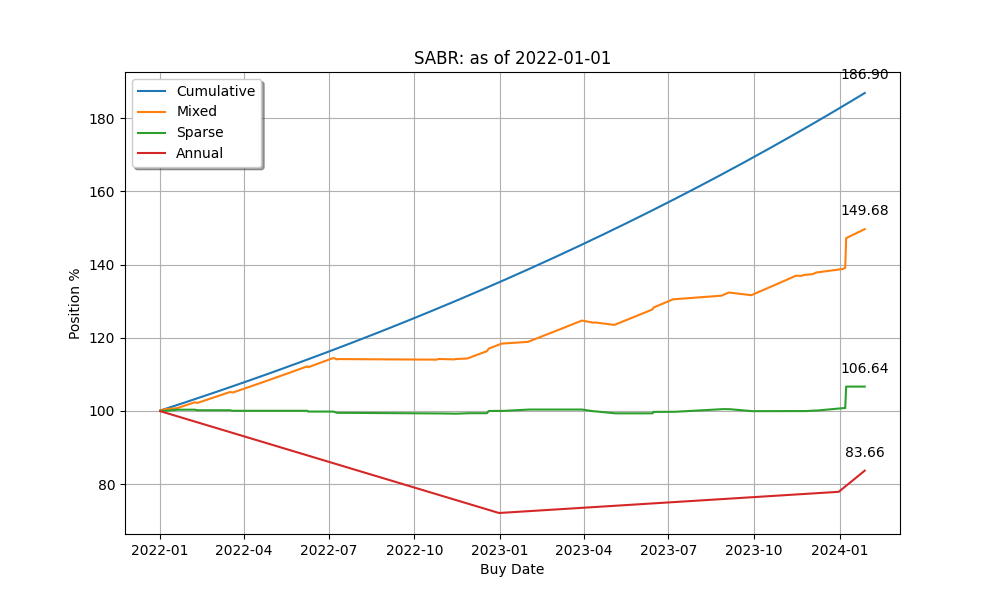 SABR: as of 2022-01-01
186.90
Cumulative
Mixed
Sparse
Annual
180
160
149.68
140
Position %
120
106.64
100
83.66
80
2022-01 2022-04 2022-07 2022-10 2023-01 2023-04 2023-07 2023-10 2024-01
Buy Date